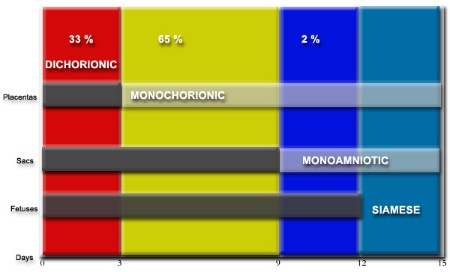 33 % 65 % 2 %
DICHORIONIC
Placentas MONOCHORIONIC
Sacs MONOAMNIOTIC
Fetuses SIAMESE
Days 0 3 9 12 15